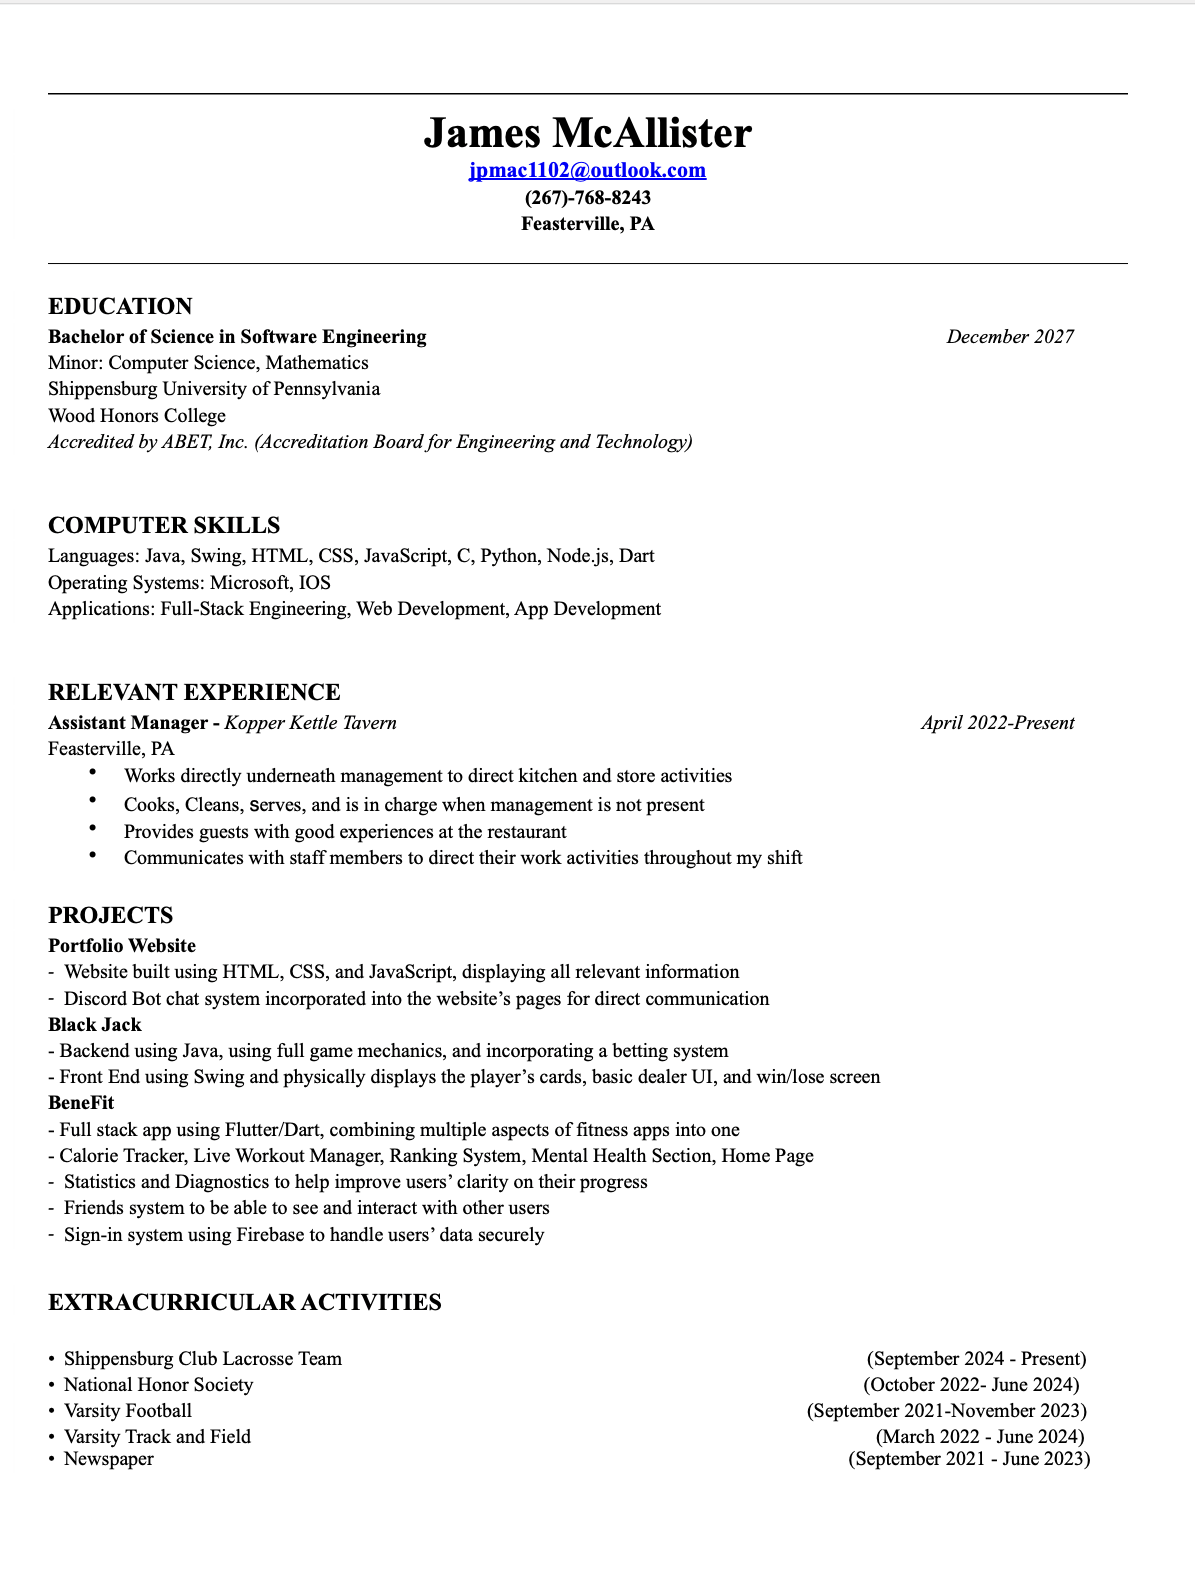 James McAllister
jpmac1102@outlook.com
(267)-768-8243
Feasterville, PA
EDUCATION
Bachelor of Science in Software Engineering December 2027
Minor: Computer Science, Mathematics
Shippensburg University of Pennsylvania
Wood Honors College
Accredited by ABET, Inc. (Accreditation Board for Engineering and Technology)
COMPUTER SKILLS
Languages: Java, Swing, HTML, CSS, JavaScript, C, Python, Node.js, Dart
Operating Systems: Microsoft, IOS
Applications: Full-Stack Engineering, Web Development, App Development
RELEVANT EXPERIENCE
Assistant Manager - Kopper Kettle Tavern April 2022-Present
Feasterville, PA
• Works directly underneath management to direct kitchen and store activities
• Cooks, Cleans, serves, and is in charge when management is not present
• Provides guests with good experiences at the restaurant
• Communicates with staff members to direct their work activities throughout my shift
PROJECTS
Portfolio Website
- Website built using HTML, CSS, and JavaScript, displaying all relevant information
- Discord Bot chat system incorporated into the website’s pages for direct communication
Black Jack
- Backend using Java, using full game mechanics, and incorporating a betting system
- Front End using Swing and physically displays the player’s cards, basic dealer UI, and win/lose screen
BeneFit
- Full stack app using Flutter/Dart, combining multiple aspects of fitness apps into one
- Calorie Tracker, Live Workout Manager, Ranking System, Mental Health Section, Home Page
- Statistics and Diagnostics to help improve users’ clarity on their progress
- Friends system to be able to see and interact with other users
- Sign-in system using Firebase to handle users’ data securely
EXTRACURRICULAR ACTIVITIES
• Shippensburg Club Lacrosse Team (September 2024 - Present)
• National Honor Society (October 2022- June 2024)
• Varsity Football (September 2021-November 2023)
• Varsity Track and Field (March 2022 - June 2024)
• Newspaper (September 2021 - June 2023)